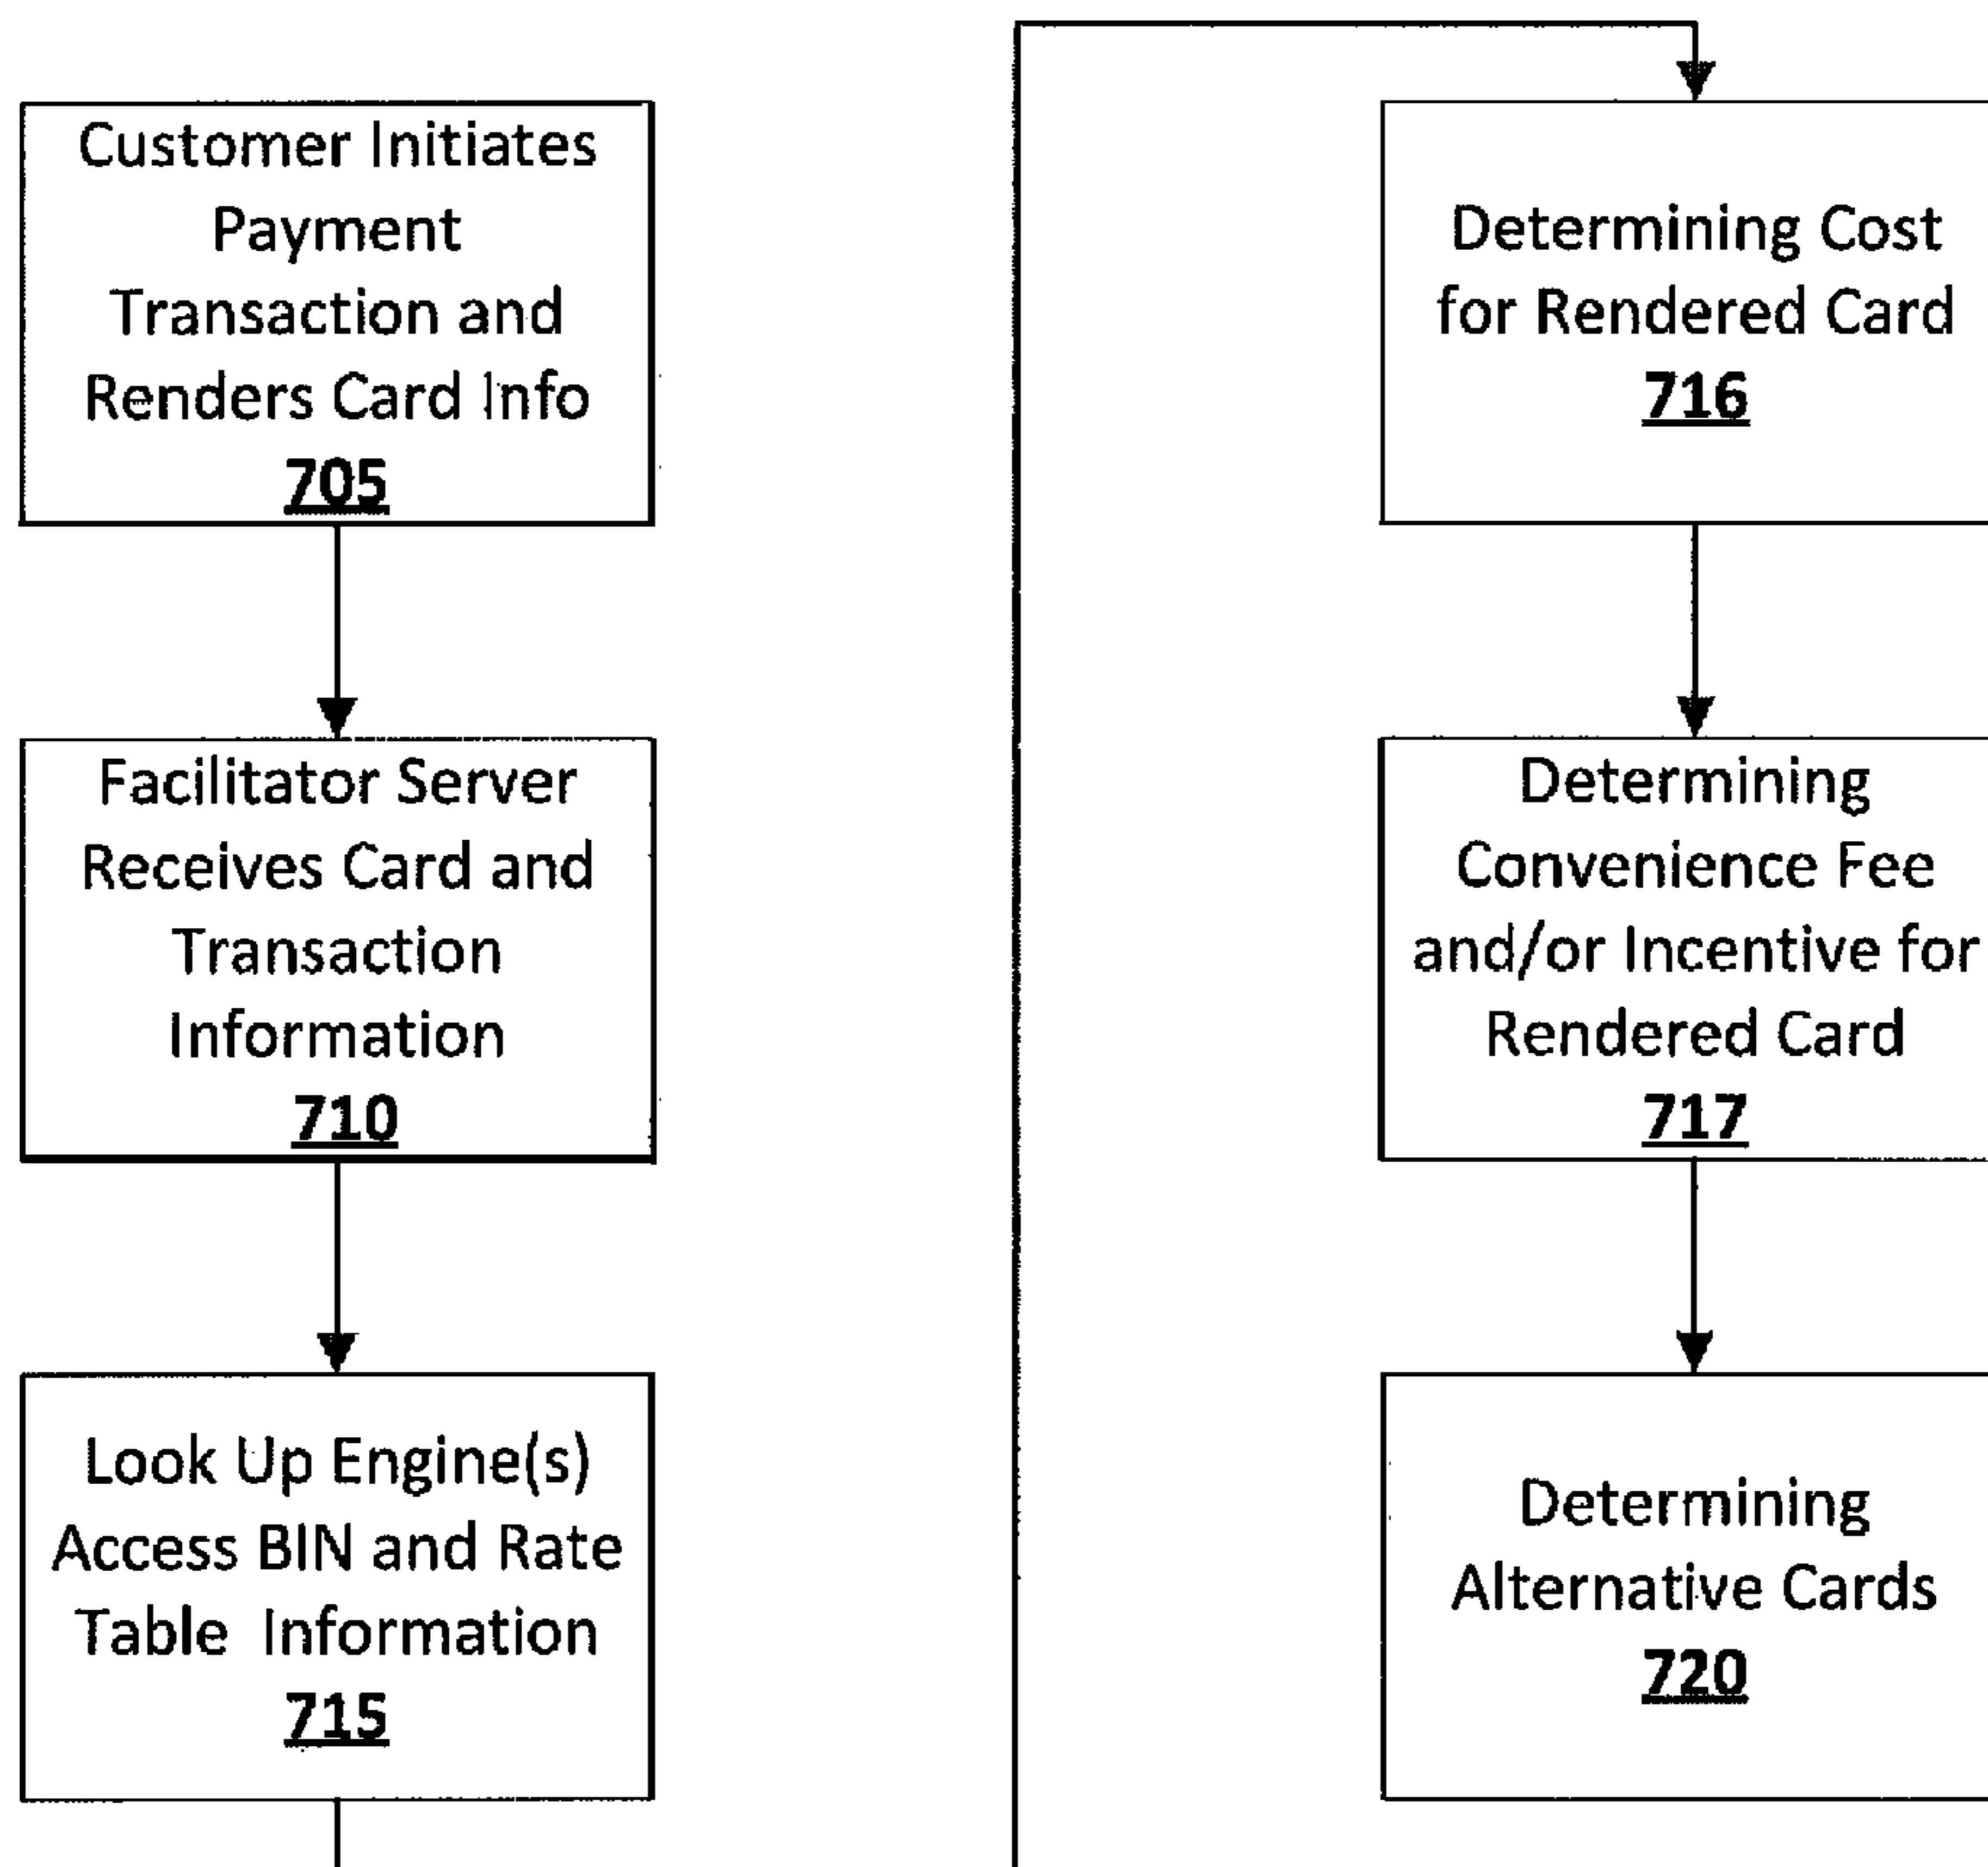 Customer Initiates
Payment
Transaction and
Renders Card Info
705
Facilitator Server
Receives Card and
Transaction
Information
710
Look Up Engine(s)
Access BIN and Rate
Table Information
715
Determining Cost
for Rendered Card
716
Determining
Convenience Fee
and/or Incentive for
Rendered Card
717
Determining
Alternative Cards
720